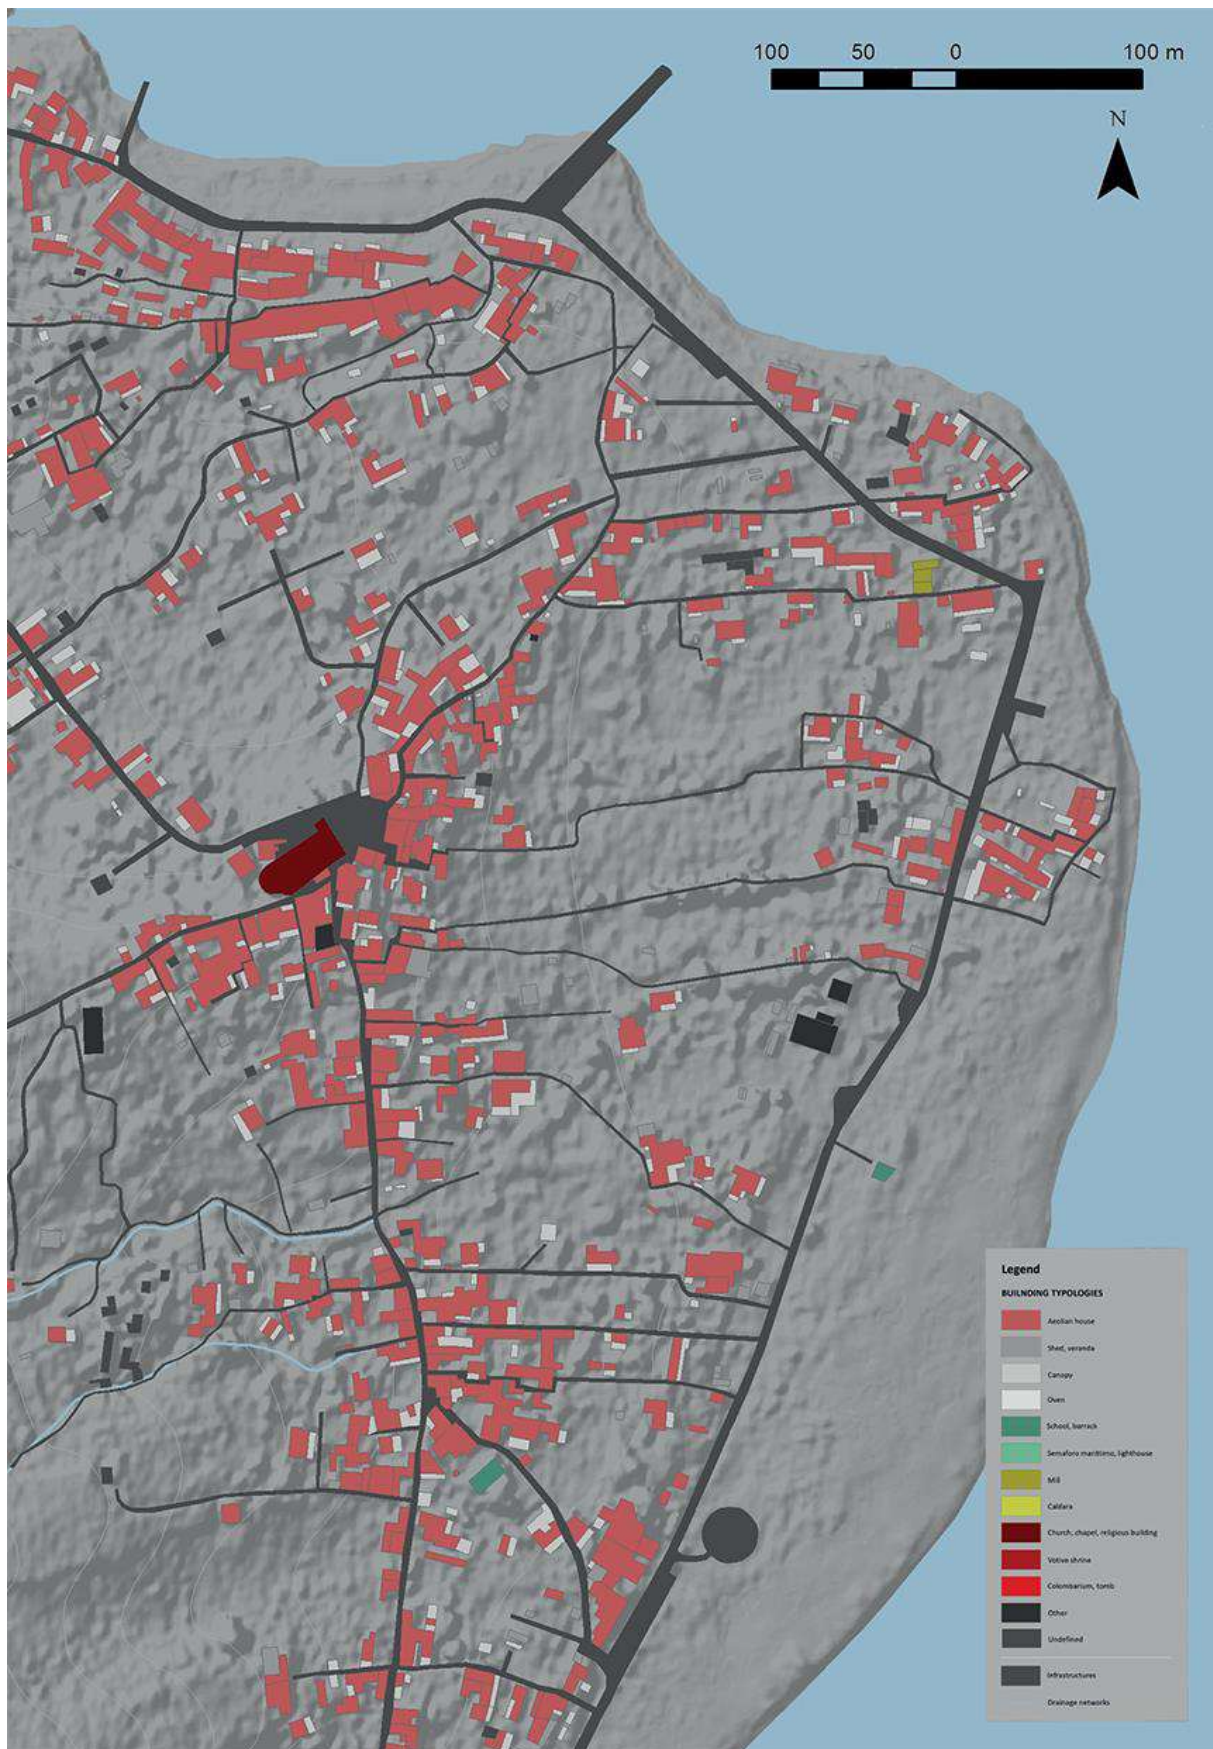 100 50 0 100 m
N
Legend
BUILNDING TYPOLOGIES
Aeolian house
Shed, veranda
Canopy
Oven
School, barrack
Semaforo marittimo, lighthouse
Mill
Caldara
Church, chapel, religious building
Votive shrine
Colombarium, tomb
Other
Undefined
Infrastructures
Drainage networks